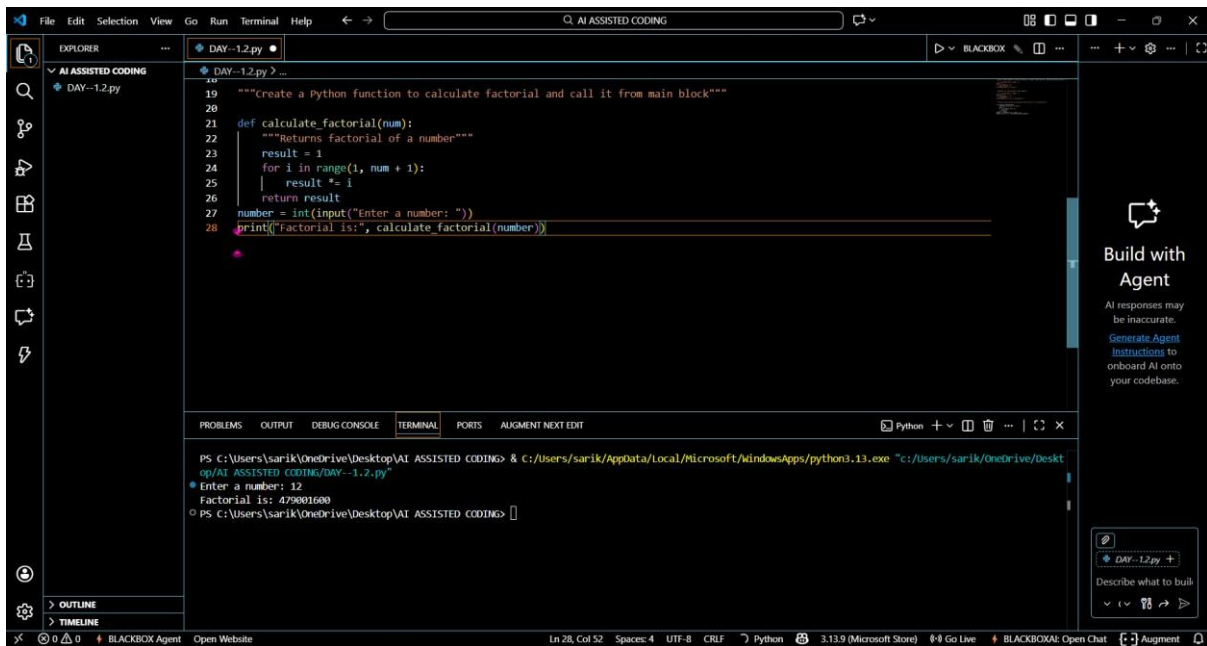 File Edit Selection View Go Run Terminal Help
AI ASSISTED CODING
EXPLORER
AI ASSISTED CODING
DAY--1.2.py
DAY--1.2.py
BLACKBOX
DAY--1.2.py > ...
18
19 """Create a Python function to calculate factorial and call it from main block"""
20
21 def calculate_factorial(num):
22 """Returns factorial of a number"""
23 result = 1
24 for i in range(1, num + 1):
25 result *= i
26 return result
27 number = int(input("Enter a number: "))
28 print("Factorial is:", calculate_factorial(number))
PROBLEMS OUTPUT DEBUG CONSOLE TERMINAL PORTS AUGMENT NEXT EDIT
Python
PS C:\Users\sarik\OneDrive\Desktop\AI ASSISTED CODING> & C:/Users/sarik/AppData/Local/Microsoft/WindowsApps/python3.13.exe "c:/Users/sarik/OneDrive/Deskt
op/AI ASSISTED CODING/DAY--1.2.py"
Enter a number: 12
Factorial is: 479001600
PS C:\Users\sarik\OneDrive\Desktop\AI ASSISTED CODING>
Build with
Agent
AI responses may
be inaccurate.
Generate Agent
Instructions to
onboard AI onto
your codebase.
DAY--1.2.py
Describe what to buil
OUTLINE
TIMELINE
0 0 BLACKBOX Agent Open Website Ln 28, Col 52 Spaces: 4 UTF-8 CRLF Python 3.13.9 (Microsoft Store) Go Live BLACKBOXAI: Open Chat Augment